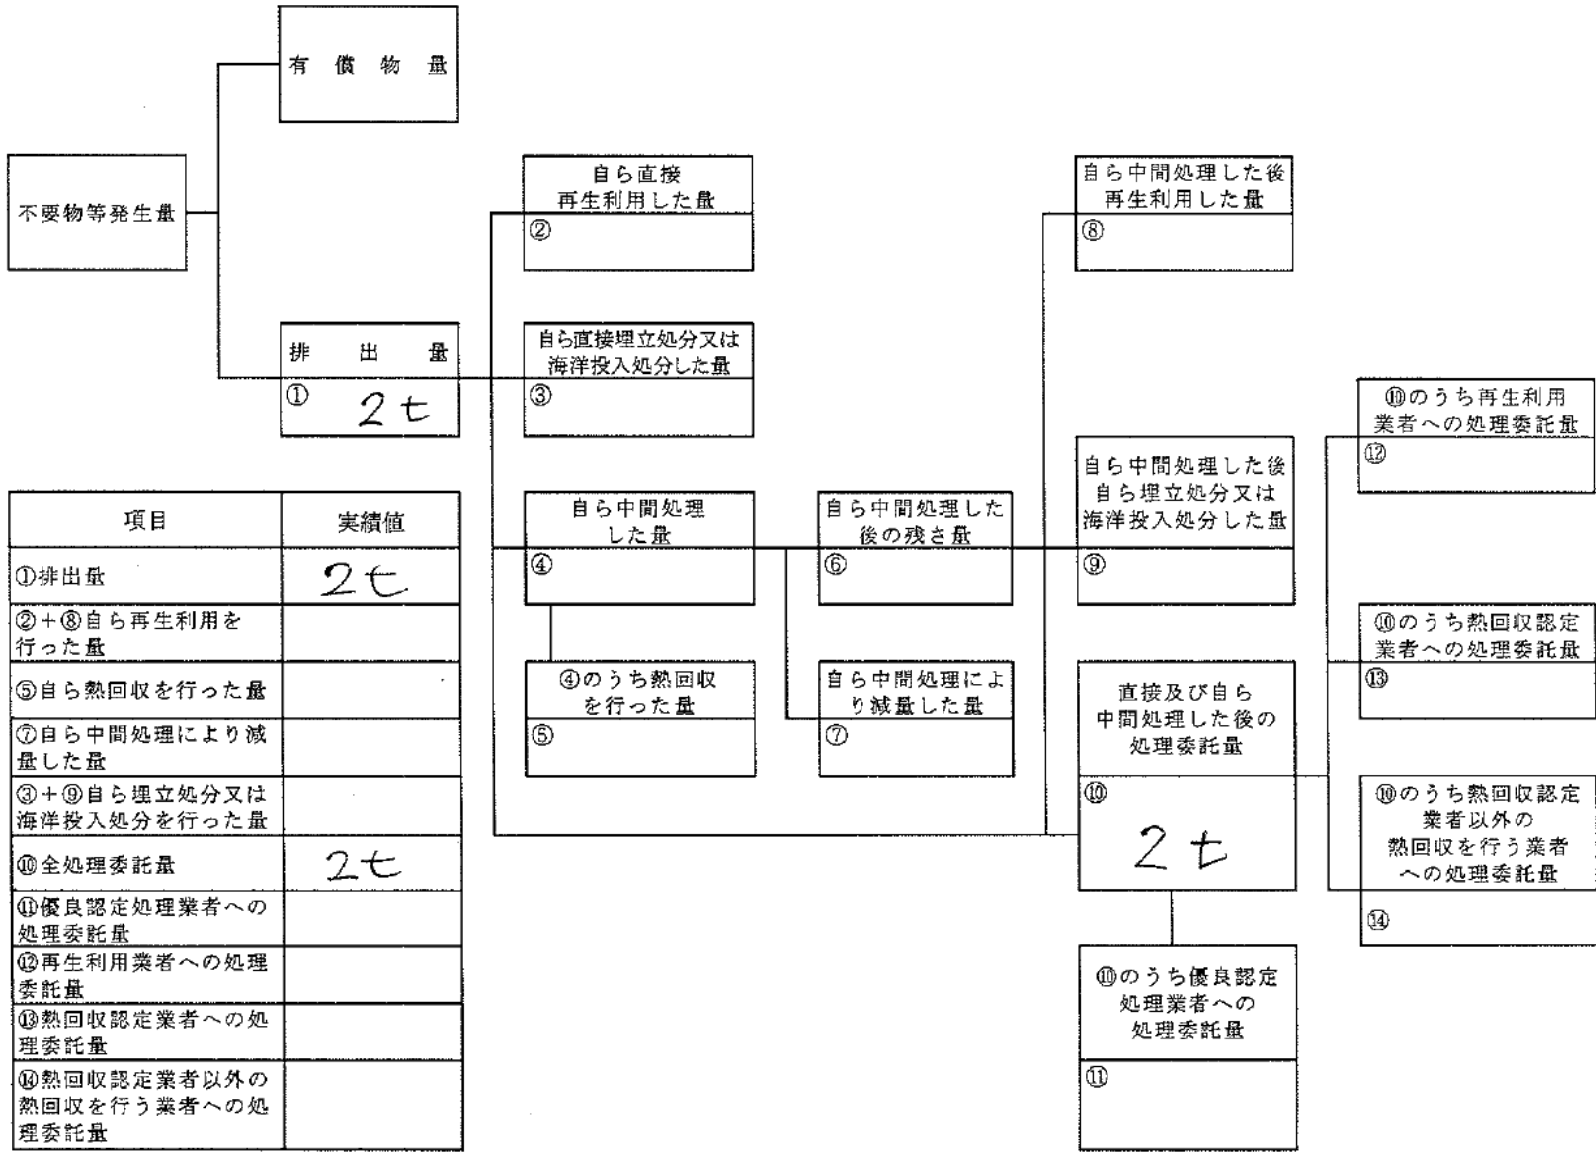 有償物量
不要物等発生量
自ら直接
再生利用した量
②
自ら中間処理した後
再生利用した量
⑧
排出量
① 2t
自ら直接埋立処分又は
海洋投入処分した量
③
⑩のうち再生利用
業者への処理委託量
⑫
自ら中間処理
した量
④
自ら中間処理した
後の残さ量
⑥
自ら中間処理した後
自ら埋立処分又は
海洋投入処分した量
⑨
④のうち熱回収
を行った量
⑤
自ら中間処理によ
り減量した量
⑦
直接及び自ら
中間処理した後の
処理委託量
⑩
2t
⑩のうち熱回収認定
業者への処理委託量
⑬
⑩のうち熱回収認定
業者以外の
熱回収を行う業者
への処理委託量
⑭
⑩のうち優良認定
処理業者への
処理委託量
⑪
項目 実績値
①排出量 2t
②+⑧自ら再生利用を
行った量
⑤自ら熱回収を行った量
⑦自ら中間処理により減
量した量
③+⑨自ら埋立処分又は
海洋投入処分を行った量
⑩全処理委託量 2t
⑪優良認定処理業者への
処理委託量
⑫再生利用業者への処理
委託量
⑬熱回収認定業者への処
理委託量
⑭熱回収認定業者以外の
熱回収を行う業者への処
理委託量